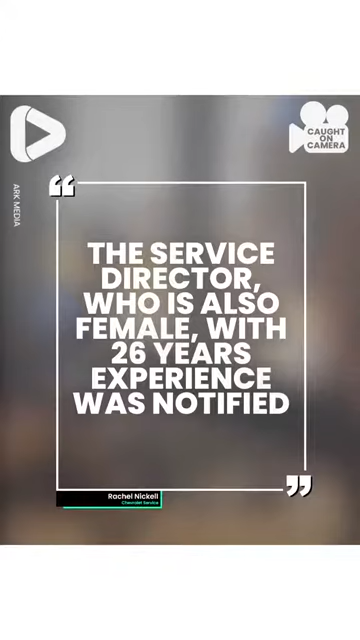 CAUGHT
ON
CAMERA
ARK MEDIA
THE SERVICE
DIRECTOR,
WHO IS ALSO
FEMALE, WITH
26 YEARS
EXPERIENCE
WAS NOTIFIED
Rachel Nickell
Chevrolet Service